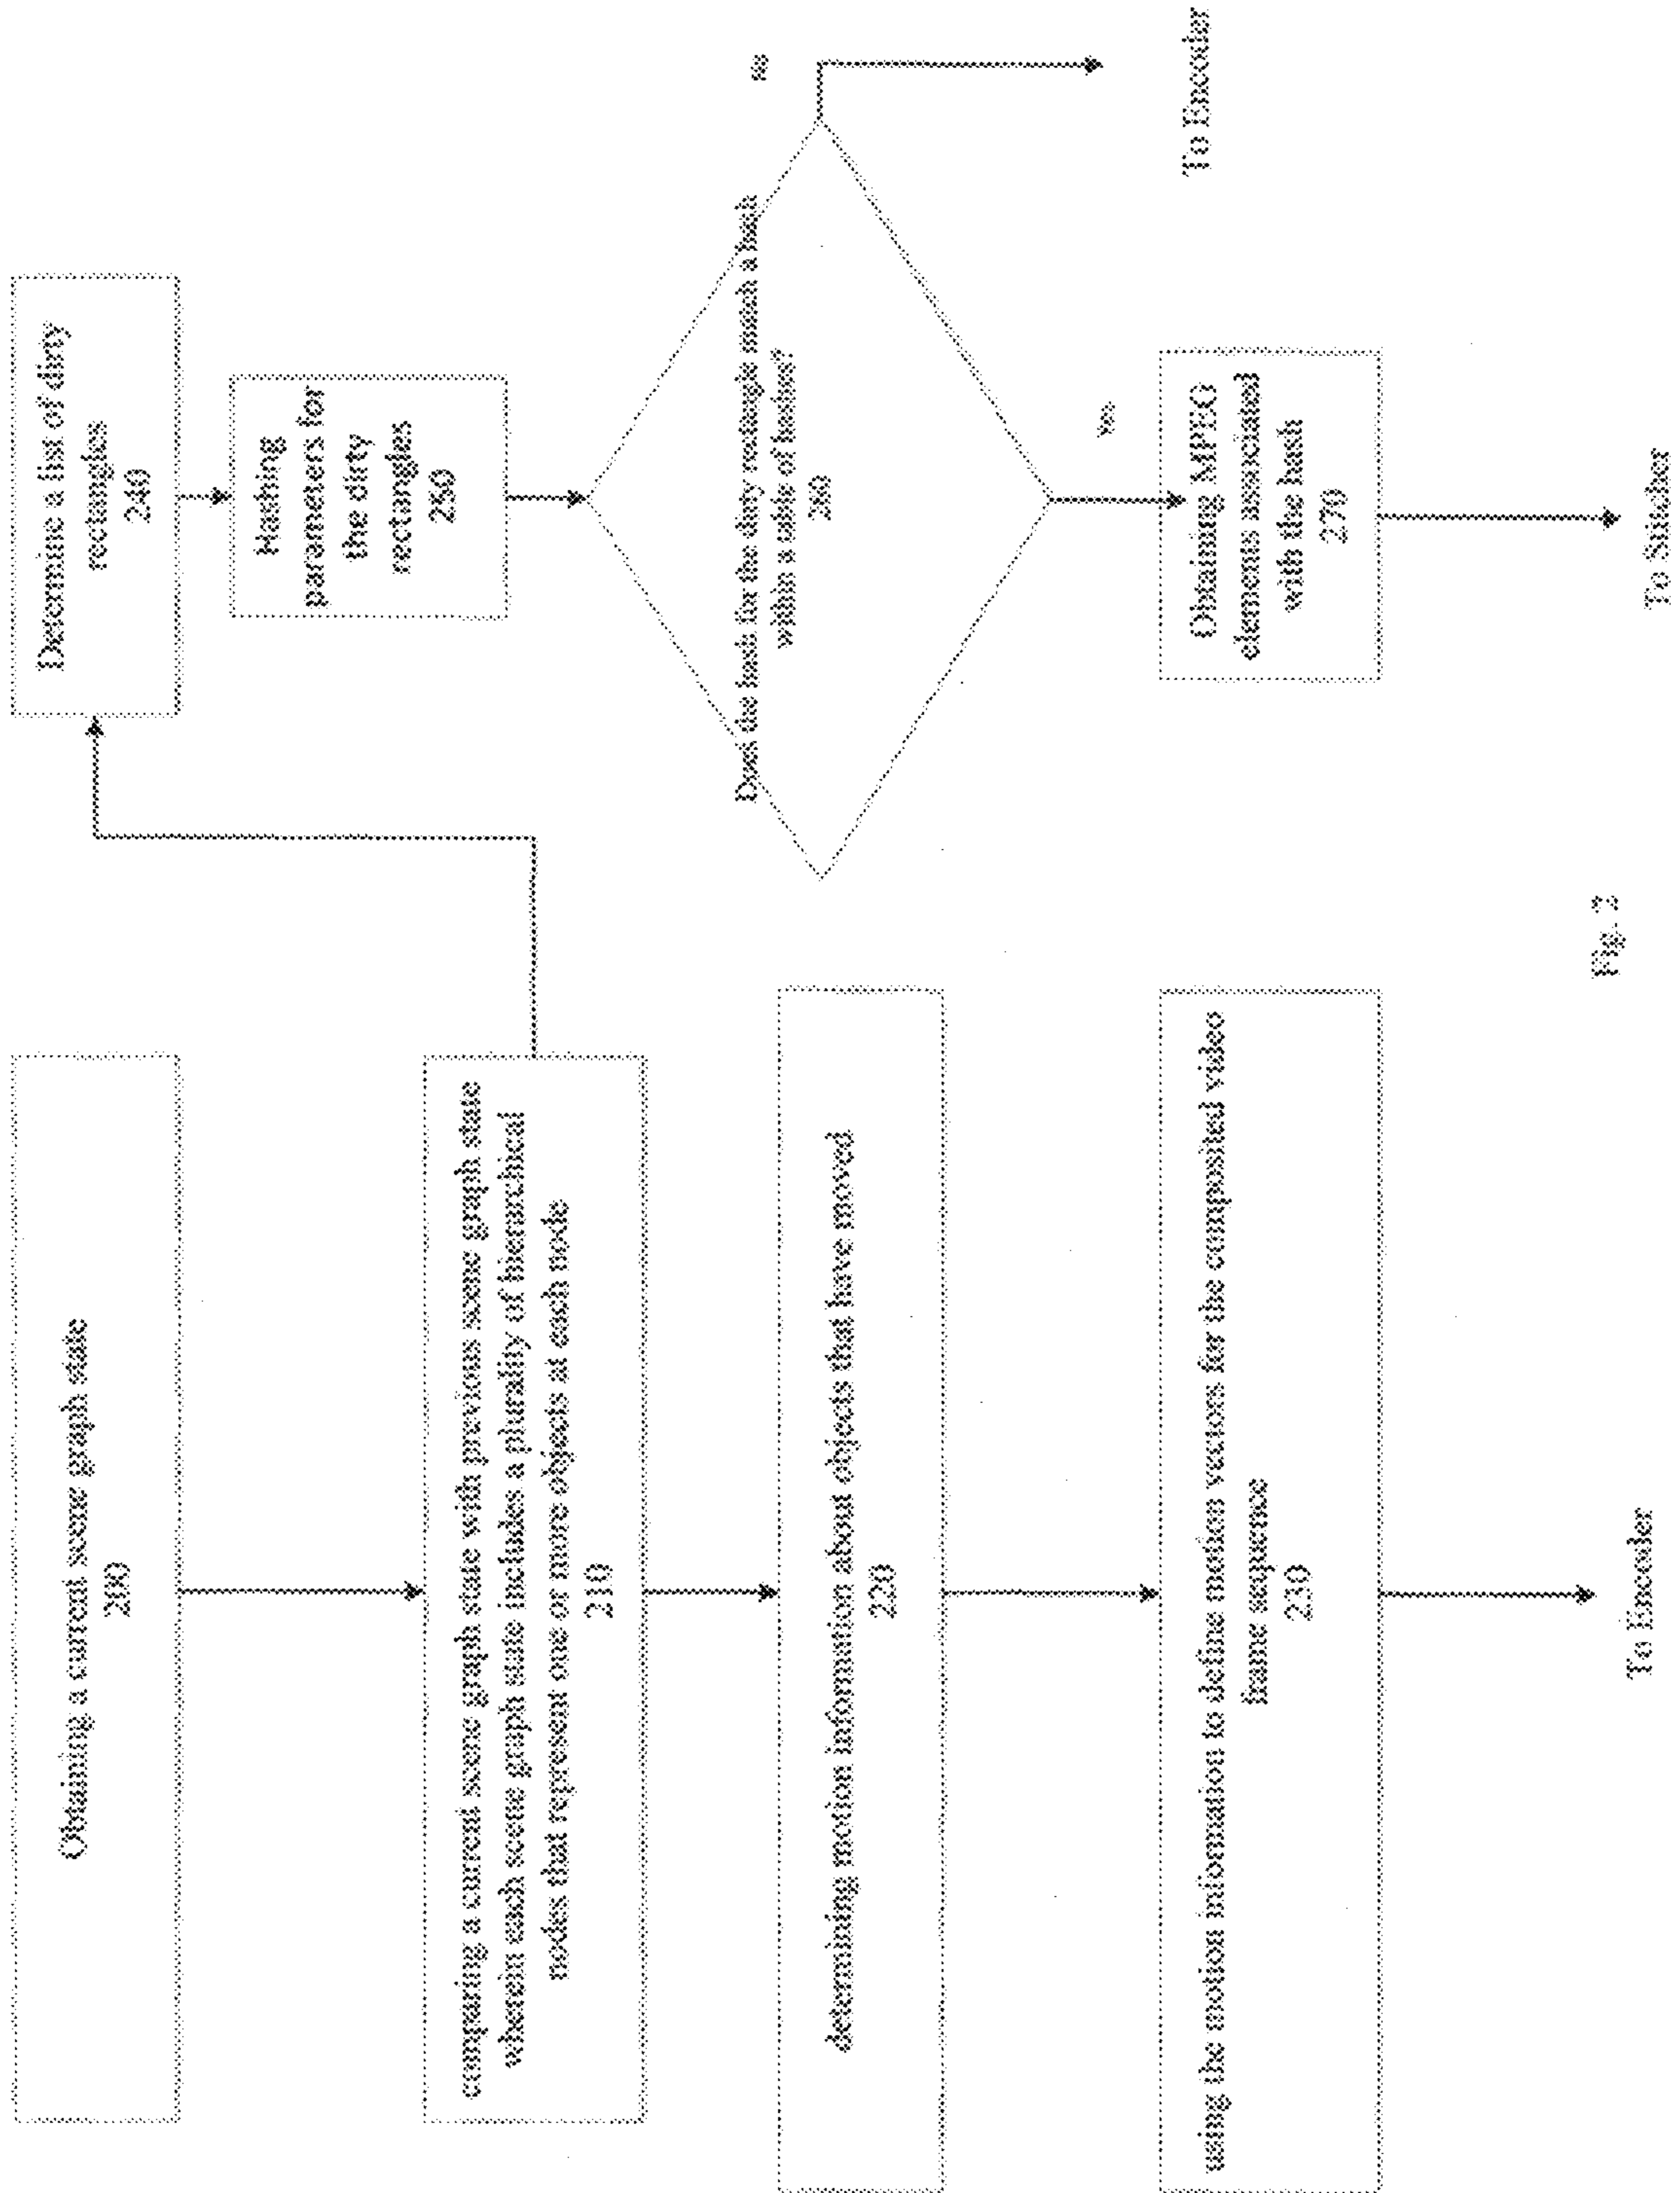 Obtaining a current scene graph state
200
comparing a current scene graph state with previous scene graph state
wherein each scene graph state includes a plurality of hierarchical
nodes that represent one or more objects at each node
210
determining motion information about objects that have moved
220
using the motion information to define motion vectors for the composited video
frame sequence
230
To Encoder
Determine a list of dirty
rectangles
240
Hashing
parameters for
the dirty
rectangles
250
Does the hash for the dirty rectangle match a hash
within a table of hashes?
260
no
To Encoder
yes
Obtaining MPEG
elements associated
with the hash
270
To Stitcher
Fig. 2